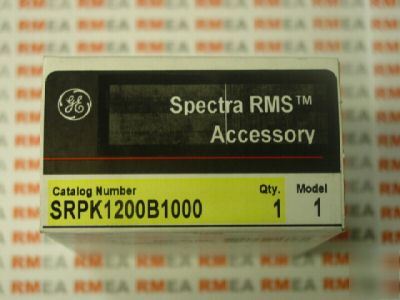 GE
Spectra RMS™
Accessory
Catalog Number Qty. Model
SRPK1200B1000 1 1
RMEA